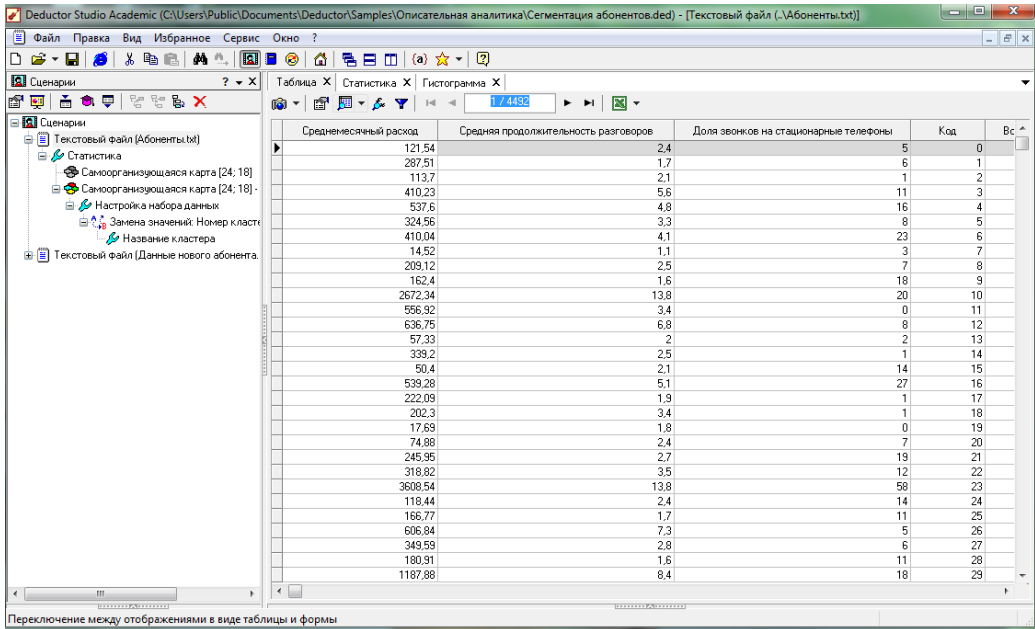 Deductor Studio Academic (C:\Users\Public\Documents\Deductor\Samples\Описательная аналитика\Сегментация абонентов.ded) - [Текстовый файл (..\Абоненты.txt)]
Файл Правка Вид Избранное Сервис Окно ?
Сценарии ?
Таблица X Статистика X Гистограмма X
1 / 4492
Сценарии
Текстовый файл (Абоненты.txt)
Статистика
Самоорганизующаяся карта [24; 18]
Самоорганизующаяся карта [24; 18] -
Настройка набора данных
Замена значений: Номер класте
Название кластера
Текстовый файл (Данные нового абонента.
Среднемесячный расход Средняя продолжительность разговоров Доля звонков на стационарные телефоны Код Вс
121,54 2,4 5 0
287,51 1,7 6 1
113,7 2,1 1 2
410,23 5,6 11 3
537,6 4,8 16 4
324,56 3,3 8 5
410,04 4,1 23 6
14,52 1,1 3 7
209,12 2,5 7 8
162,4 1,6 18 9
2672,34 13,8 20 10
556,92 3,4 0 11
636,75 6,8 8 12
57,33 2 2 13
339,2 2,5 1 14
50,4 2,1 14 15
539,28 5,1 27 16
222,09 1,9 1 17
202,3 3,4 1 18
17,69 1,8 0 19
74,88 2,4 7 20
245,95 2,7 19 21
318,82 3,5 12 22
3608,54 13,8 58 23
118,44 2,4 14 24
166,77 1,7 11 25
606,84 7,3 5 26
349,59 2,8 6 27
180,91 1,6 11 28
1187,88 8,4 18 29
Переключение между отображениями в виде таблицы и формы